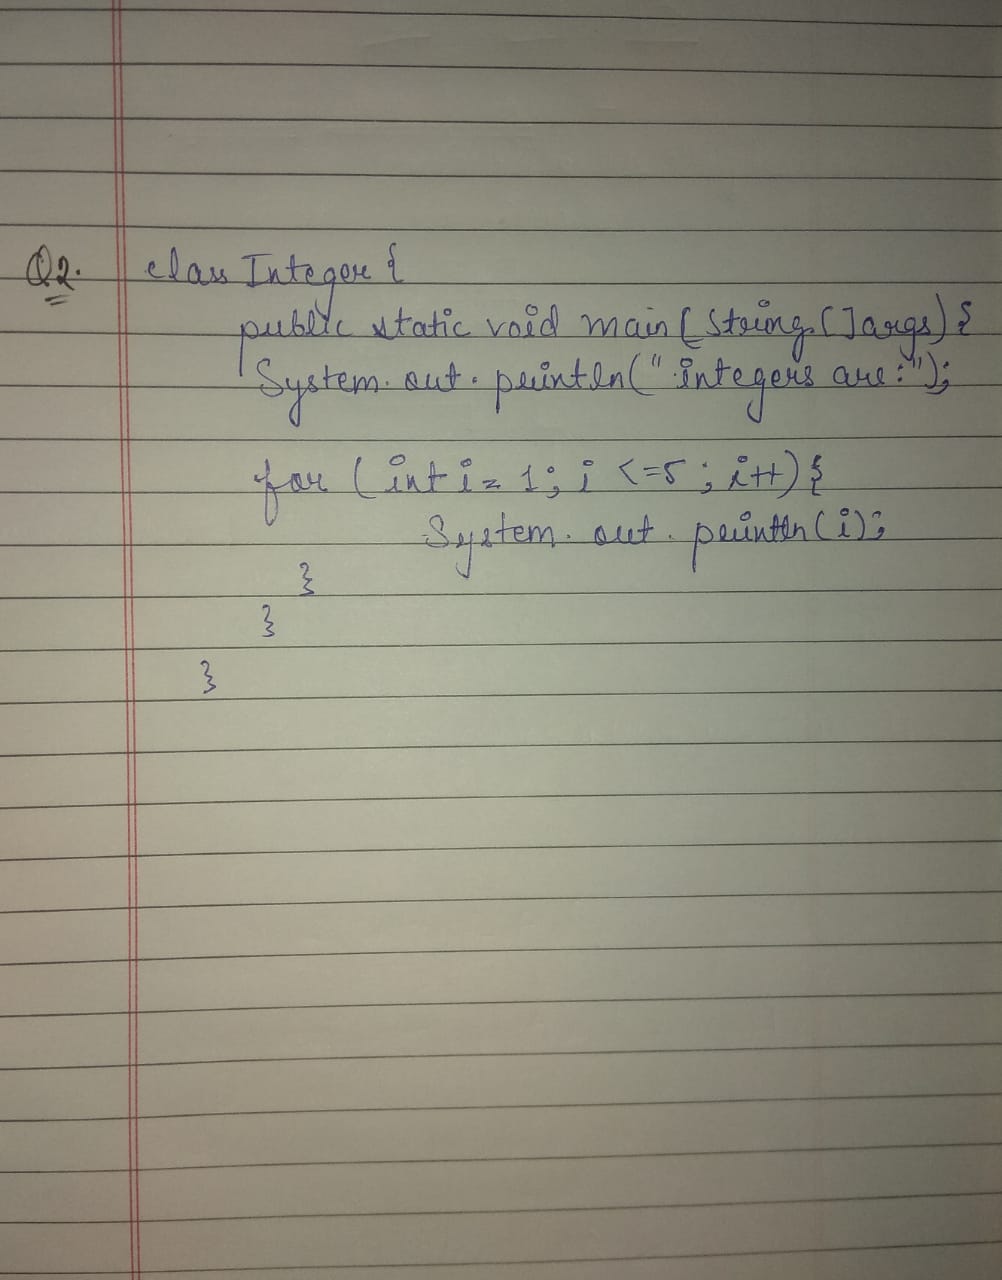 Q2. class Integer {
public static void main (String []args) {
System.out.println("integers are:");
for (int i = 1; i <=5; i++) {
System.out.println(i);
}
}
}